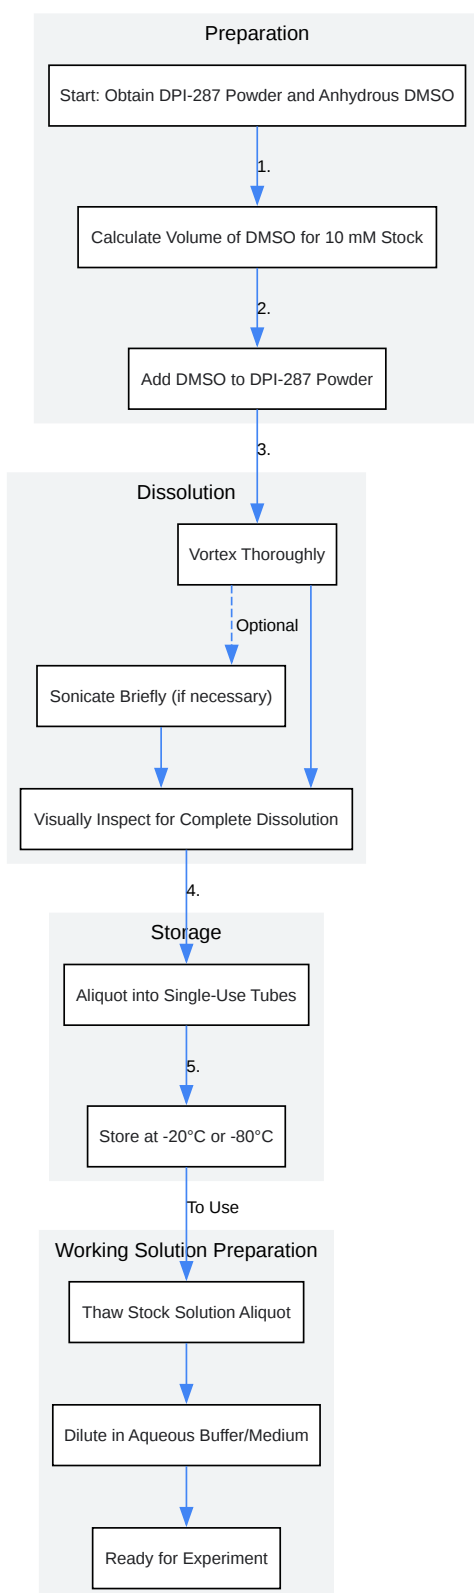 Preparation
Start: Obtain DPI-287 Powder and Anhydrous DMSO
1.
Calculate Volume of DMSO for 10 mM Stock
2.
Add DMSO to DPI-287 Powder
3.
Dissolution
Vortex Thoroughly
Optional
Sonicate Briefly (if necessary)
Visually Inspect for Complete Dissolution
4.
Storage
Aliquot into Single-Use Tubes
5.
Store at -20°C or -80°C
To Use
Working Solution Preparation
Thaw Stock Solution Aliquot
Dilute in Aqueous Buffer/Medium
Ready for Experiment